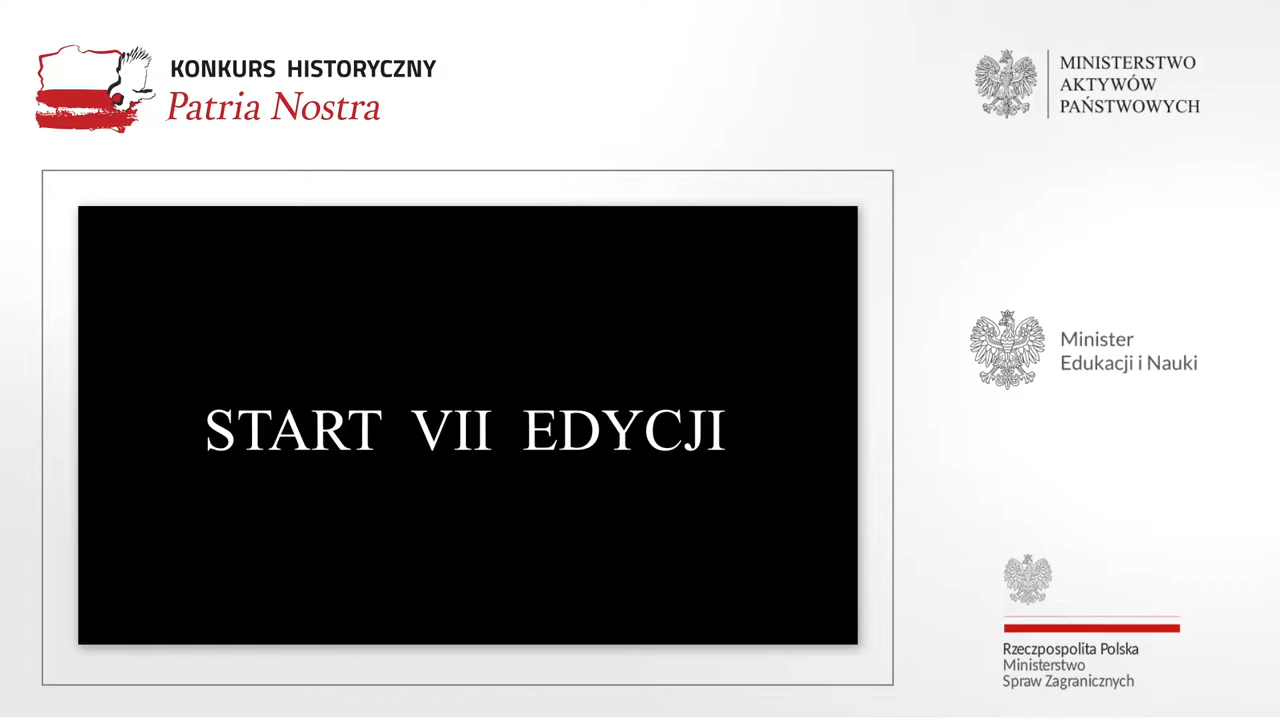 KONKURS HISTORYCZNY
Patria Nostra
MINISTERSTWO
AKTYWÓW
PAŃSTWOWYCH
START VII EDYCJI
Minister
Edukacji i Nauki
Rzeczpospolita Polska
Ministerstwo
Spraw Zagranicznych